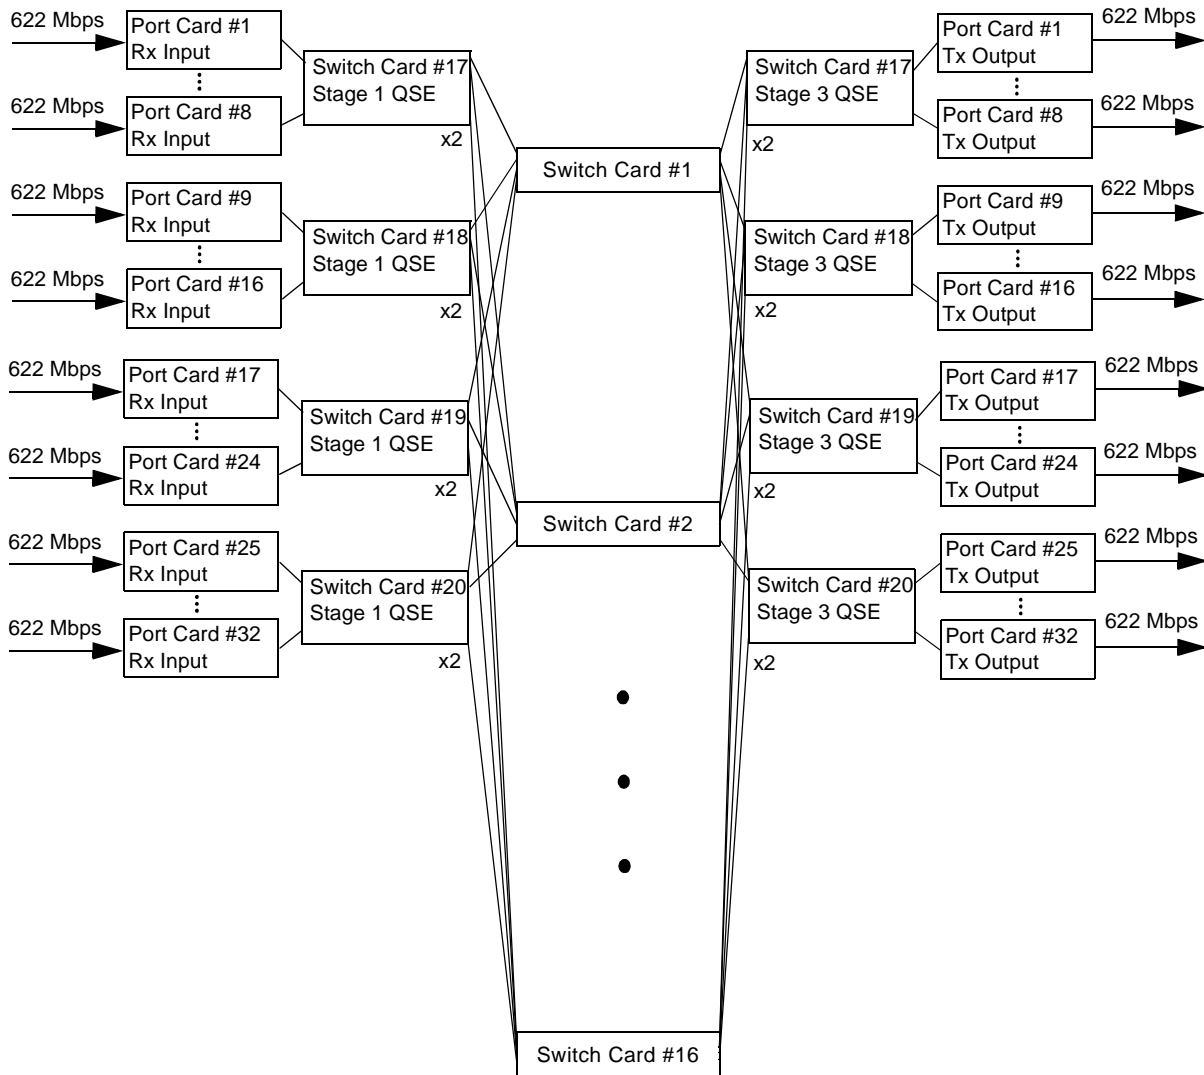 622 Mbps
Port Card #1
Rx Input
622 Mbps
Port Card #8
Rx Input
Switch Card #17
Stage 1 QSE
x2
622 Mbps
Port Card #9
Rx Input
622 Mbps
Port Card #16
Rx Input
Switch Card #18
Stage 1 QSE
x2
622 Mbps
Port Card #17
Rx Input
622 Mbps
Port Card #24
Rx Input
Switch Card #19
Stage 1 QSE
x2
622 Mbps
Port Card #25
Rx Input
622 Mbps
Port Card #32
Rx Input
Switch Card #20
Stage 1 QSE
x2
Switch Card #1
Switch Card #2
Switch Card #16
Switch Card #17
Stage 3 QSE
x2
Port Card #1
Tx Output
622 Mbps
Port Card #8
Tx Output
622 Mbps
Switch Card #18
Stage 3 QSE
x2
Port Card #9
Tx Output
622 Mbps
Port Card #16
Tx Output
622 Mbps
Switch Card #19
Stage 3 QSE
x2
Port Card #17
Tx Output
622 Mbps
Port Card #24
Tx Output
622 Mbps
Switch Card #20
Stage 3 QSE
x2
Port Card #25
Tx Output
622 Mbps
Port Card #32
Tx Output
622 Mbps